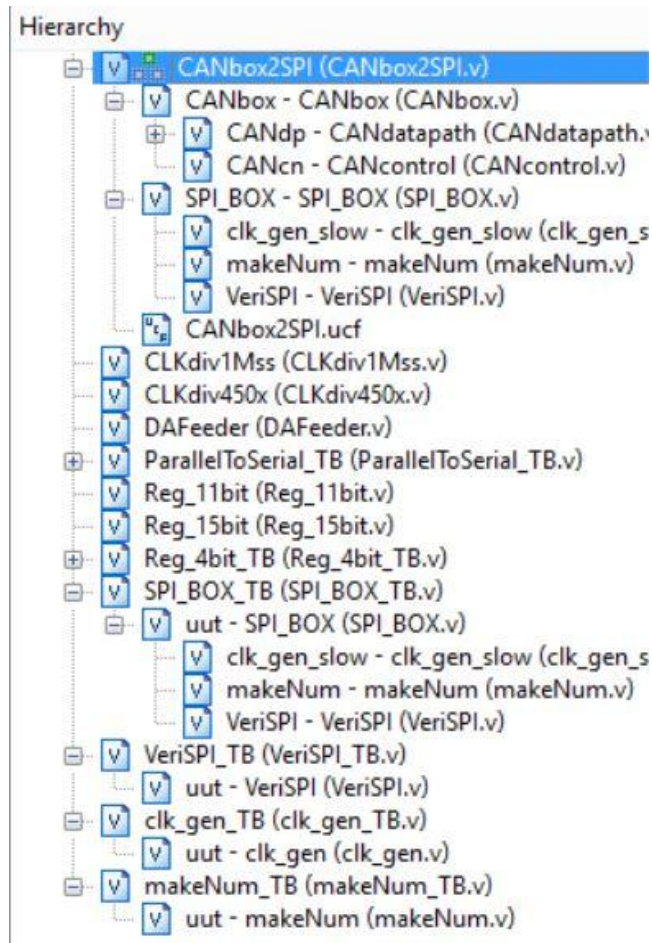 Hierarchy
CANbox2SPI (CANbox2SPI.v)
CANbox - CANbox (CANbox.v)
CANdp - CANdatapath (CANdatapath.v
CANcn - CANcontrol (CANcontrol.v)
SPI_BOX - SPI_BOX (SPI_BOX.v)
clk_gen_slow - clk_gen_slow (clk_gen_s
makeNum - makeNum (makeNum.v)
VeriSPI - VeriSPI (VeriSPI.v)
CANbox2SPI.ucf
CLKdiv1Mss (CLKdiv1Mss.v)
CLKdiv450x (CLKdiv450x.v)
DAFeeder (DAFeeder.v)
ParallelToSerial_TB (ParallelToSerial_TB.v)
Reg_11bit (Reg_11bit.v)
Reg_15bit (Reg_15bit.v)
Reg_4bit_TB (Reg_4bit_TB.v)
SPI_BOX_TB (SPI_BOX_TB.v)
uut - SPI_BOX (SPI_BOX.v)
clk_gen_slow - clk_gen_slow (clk_gen_s
makeNum - makeNum (makeNum.v)
VeriSPI - VeriSPI (VeriSPI.v)
VeriSPI_TB (VeriSPI_TB.v)
uut - VeriSPI (VeriSPI.v)
clk_gen_TB (clk_gen_TB.v)
uut - clk_gen (clk_gen.v)
makeNum_TB (makeNum_TB.v)
uut - makeNum (makeNum.v)